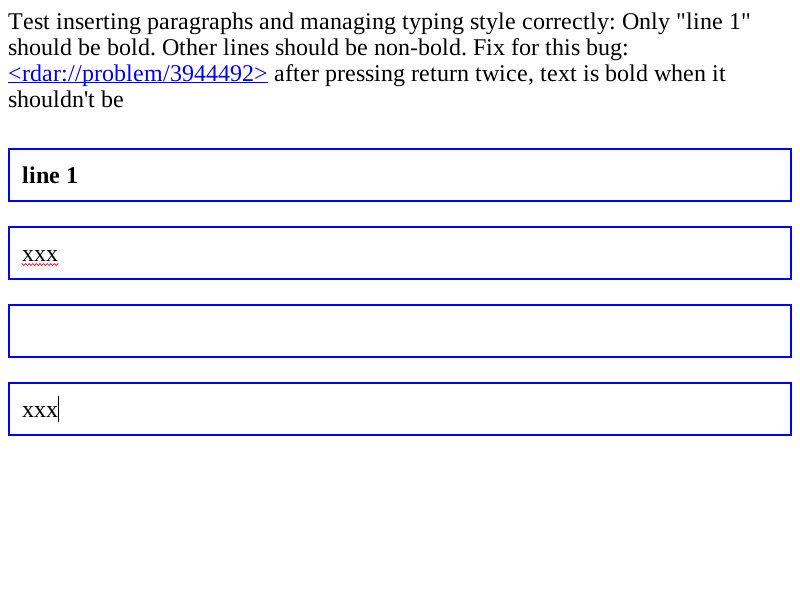 Test inserting paragraphs and managing typing style correctly: Only "line 1"
should be bold. Other lines should be non-bold. Fix for this bug:
<rdar://problem/3944492> after pressing return twice, text is bold when it
shouldn't be
line 1
xxx
xxx